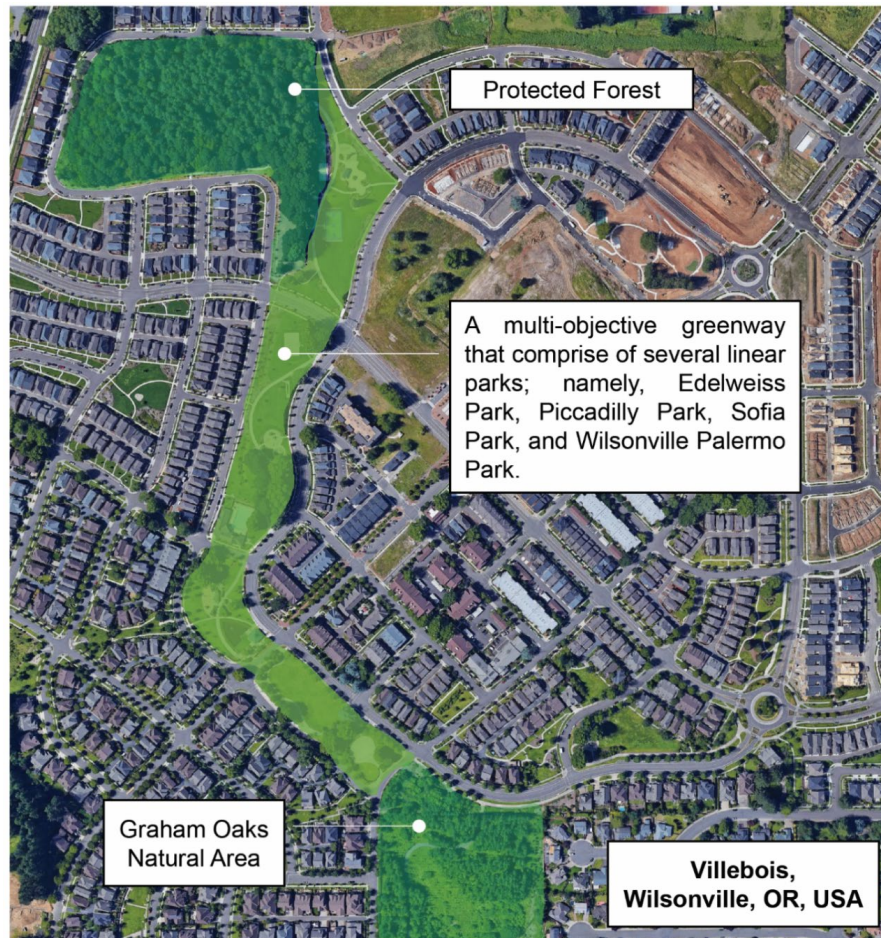 Protected Forest
A multi-objective greenway
that comprise of several linear
parks; namely, Edelweiss
Park, Piccadilly Park, Sofia
Park, and Wilsonville Palermo
Park.
Graham Oaks
Natural Area
Villebois,
Wilsonville, OR, USA